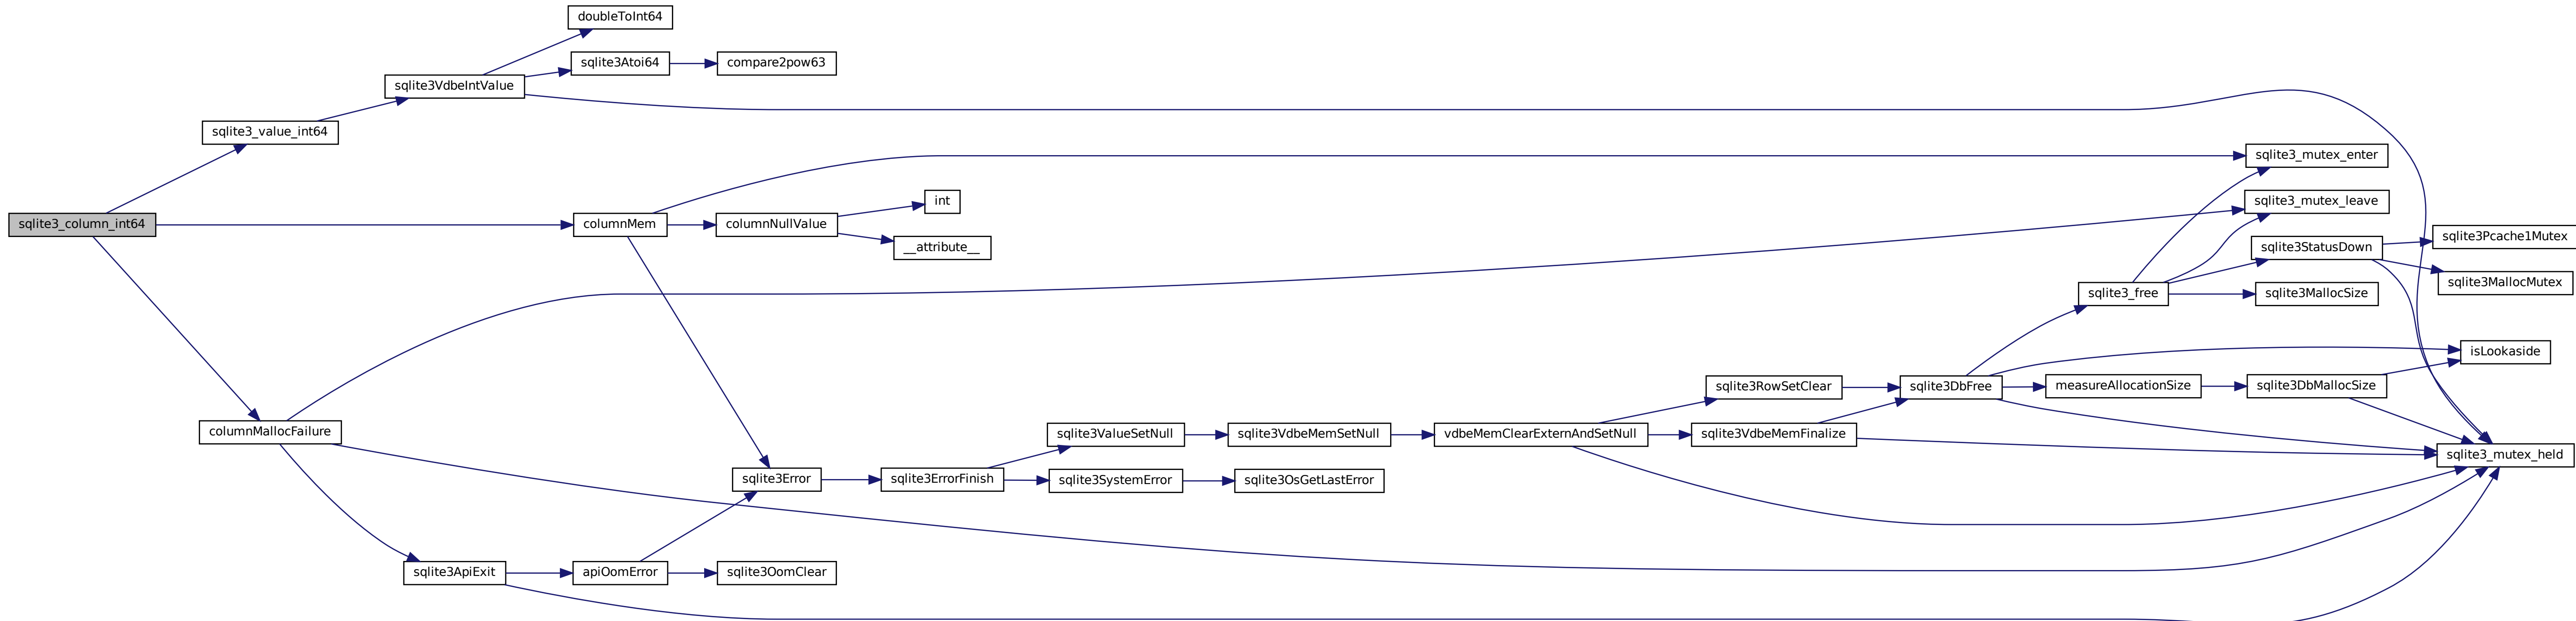 doubleToInt64
sqlite3Atoi64
compare2pow63
sqlite3VdbeIntValue
sqlite3_value_int64
sqlite3_mutex_enter
int
sqlite3_mutex_leave
sqlite3_column_int64
columnMem
columnNullValue
sqlite3Pcache1Mutex
__attribute__
sqlite3StatusDown
sqlite3MallocMutex
sqlite3_free
sqlite3MallocSize
isLookaside
sqlite3RowSetClear
sqlite3DbFree
measureAllocationSize
sqlite3DbMallocSize
columnMallocFailure
sqlite3ValueSetNull
sqlite3VdbeMemSetNull
vdbeMemClearExternAndSetNull
sqlite3VdbeMemFinalize
sqlite3_mutex_held
sqlite3Error
sqlite3ErrorFinish
sqlite3SystemError
sqlite3OsGetLastError
sqlite3ApiExit
apiOomError
sqlite3OomClear